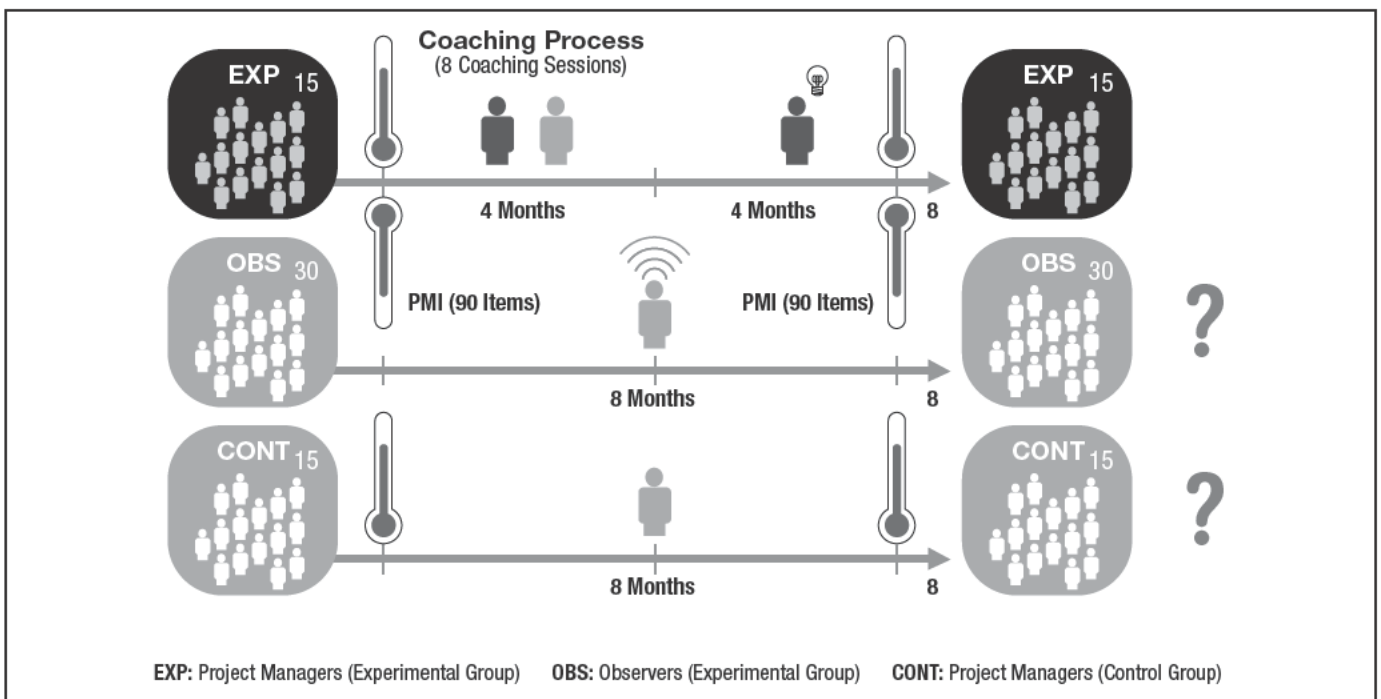 Coaching Process
(8 Coaching Sessions)
EXP 15
EXP 15
4 Months
4 Months
8
OBS 30
OBS 30
PMI (90 Items)
PMI (90 Items)
?
8 Months
8
CONT 15
CONT 15
?
8 Months
8
EXP: Project Managers (Experimental Group) OBS: Observers (Experimental Group) CONT: Project Managers (Control Group)